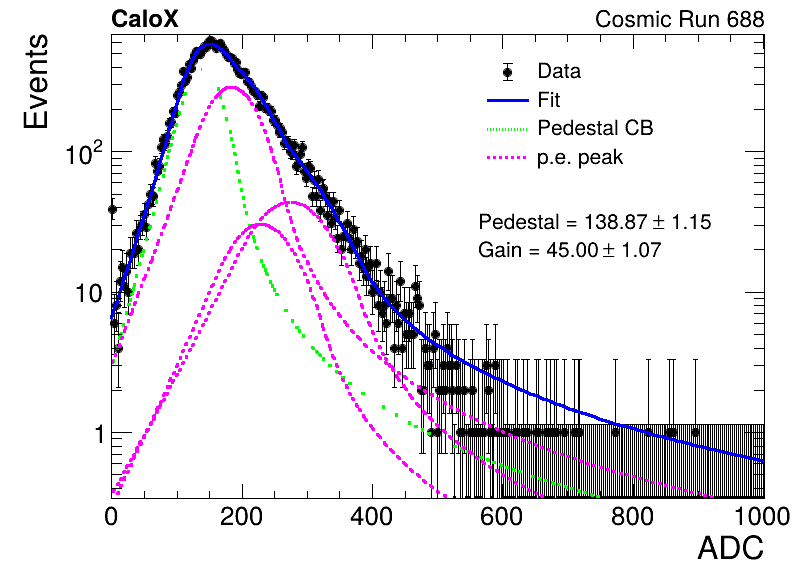 CaloX
Cosmic Run 688
Events
Data
Fit
Pedestal CB
p.e. peak
Pedestal = 138.87 ± 1.15
Gain = 45.00 ± 1.07
10²
10
1
0 200 400 600 800 1000
ADC